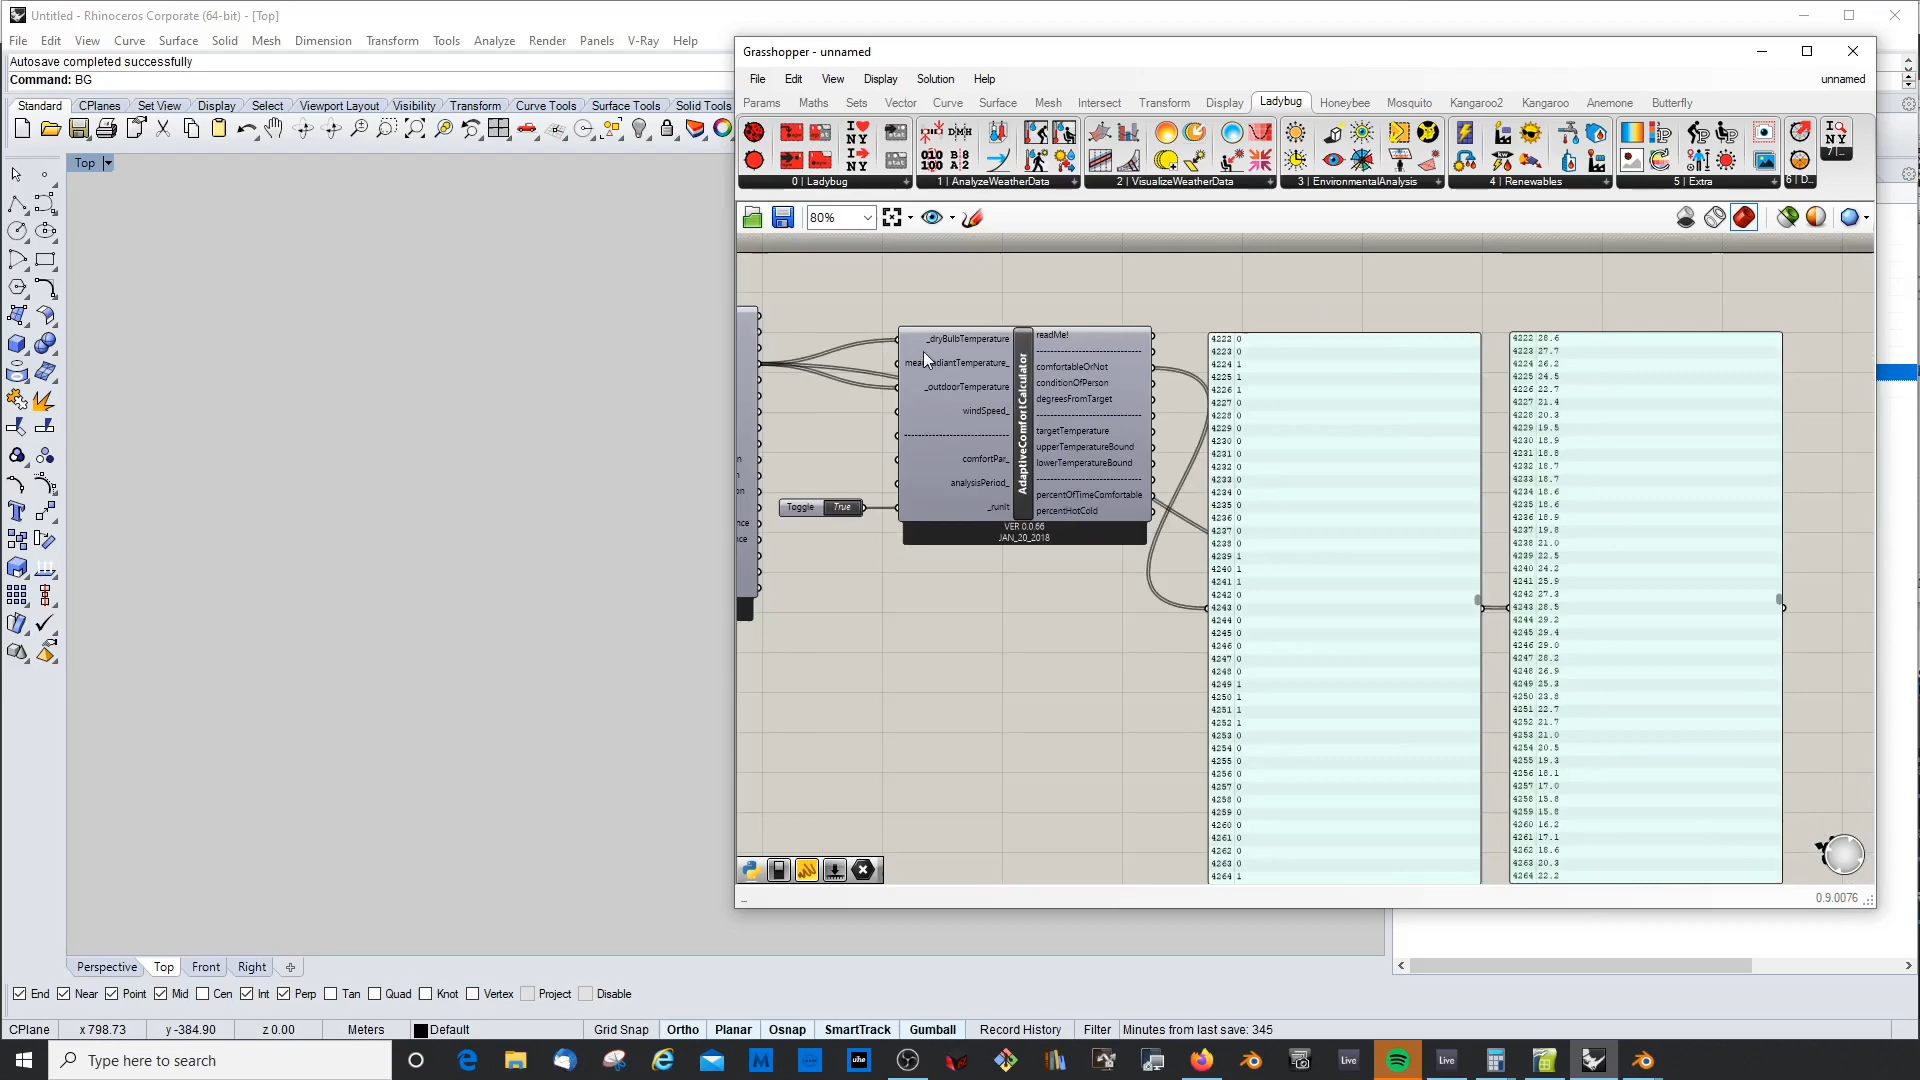 Untitled - Rhinoceros Corporate (64-bit) - [Top]
File Edit View Curve Surface Solid Mesh Dimension Transform Tools Analyze Render Panels V-Ray Help
Autosave completed successfully
Command: BG
Standard CPlanes Set View Display Select Viewport Layout Visibility Transform Curve Tools Surface Tools Solid Tools
Top
Grasshopper - unnamed
File Edit View Display Solution Help
unnamed
Params Maths Sets Vector Curve Surface Mesh Intersect Transform Display Ladybug Honeybee Mosquito Kangaroo2 Kangaroo Anemone Butterfly
0 | Ladybug 1 | AnalyzeWeatherData 2 | VisualizeWeatherData 3 | EnvironmentalAnalysis 4 | Renewables 5 | Extra 6 | D...
80%
_dryBulbTemperature
_outdoorTemperature
windSpeed_
comfortPar_
analysisPeriod_
_runIt
AdaptiveComfortCalculator
readMe!
comfortableOrNot
conditionOfPerson
degreesFromTarget
targetTemperature
upperTemperatureBound
lowerTemperatureBound
percentOfTimeComfortable
percentHotCold
VER 0.0.66
JAN_20_2018
Toggle True
4222 0
4223 0
4224 1
4225 1
4226 1
4227 0
4228 0
4229 0
4230 0
4231 0
4232 0
4233 0
4234 0
4235 0
4236 0
4237 0
4238 0
4239 1
4240 1
4241 1
4242 0
4243 0
4244 0
4245 0
4246 0
4247 0
4248 0
4249 1
4250 1
4251 1
4252 1
4253 0
4254 0
4255 0
4256 0
4257 0
4258 0
4259 0
4260 0
4261 0
4262 0
4263 0
4264 1
4222 28.6
4223 27.7
4224 26.2
4225 24.5
4226 22.7
4227 21.4
4228 20.3
4229 19.5
4230 18.9
4231 18.8
4232 18.7
4233 18.7
4234 18.6
4235 18.6
4236 18.9
4237 19.8
4238 21.0
4239 22.5
4240 24.2
4241 25.9
4242 27.3
4243 28.5
4244 29.2
4245 29.4
4246 29.0
4247 28.2
4248 26.9
4249 25.3
4250 23.8
4251 22.7
4252 21.7
4253 21.0
4254 20.5
4255 19.3
4256 18.1
4257 17.0
4258 15.8
4259 15.8
4260 16.2
4261 17.1
4262 18.6
4263 20.3
4264 22.2
0.9.0076
Perspective Top Front Right
End Near Point Mid Cen Int Perp Tan Quad Knot Vertex Project Disable
CPlane x 798.73 y -384.90 z 0.00 Meters Default Grid Snap Ortho Planar Osnap SmartTrack Gumball Record History Filter Minutes from last save: 345
Type here to search